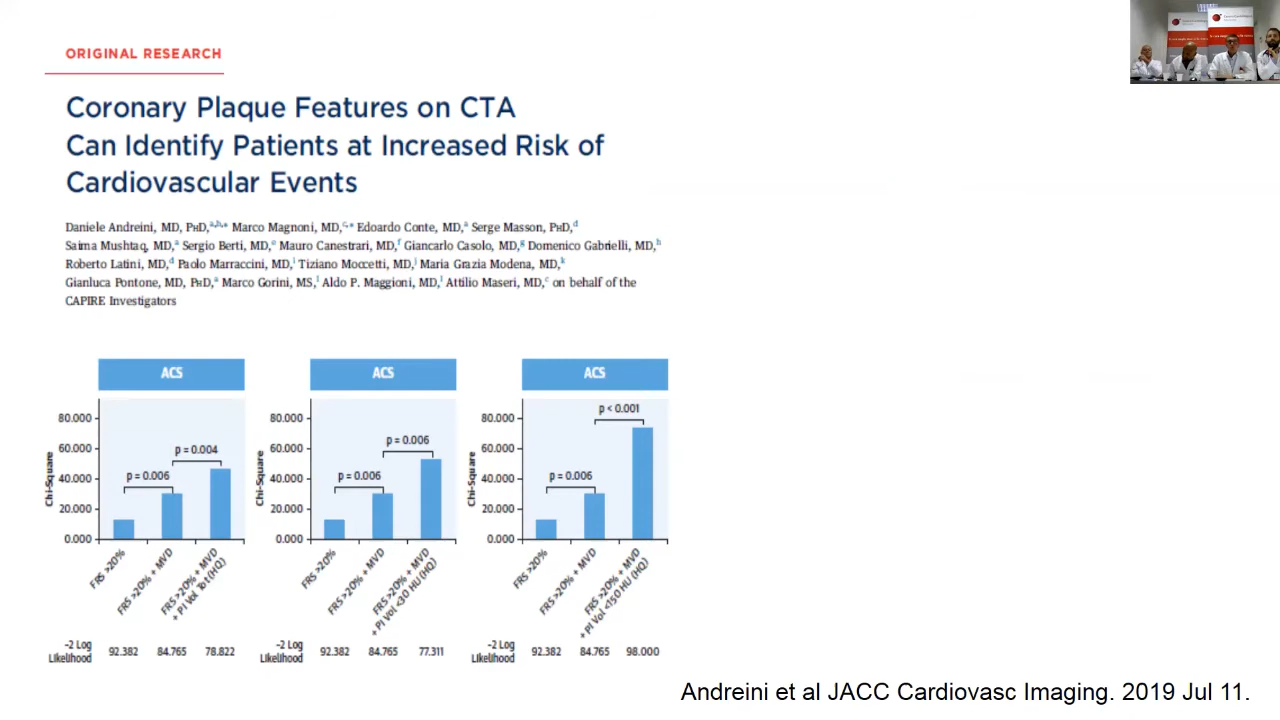 ORIGINAL RESEARCH
Coronary Plaque Features on CTA
Can Identify Patients at Increased Risk of
Cardiovascular Events
Daniele Andreini, MD, PhD,a,b,* Marco Magnoni, MD,c,* Edoardo Conte, MD,a Serge Masson, PhD,d
Saima Mushtaq, MD,a Sergio Berti, MD,e Mauro Canestrari, MD,f Giancarlo Casolo, MD,g Domenico Gabrielli, MD,h
Roberto Latini, MD,d Paolo Marraccini, MD,i Tiziano Moccetti, MD,j Maria Grazia Modena, MD,k
Gianluca Pontone, MD, PhD,a Marco Gorini, MS,l Aldo P. Maggioni, MD,l Attilio Maseri, MD,c on behalf of the
CAPIRE Investigators
ACS
Chi-Square
80.000
60.000
40.000
20.000
0.000
p = 0.006
p = 0.004
FRS >20%
FRS >20% + MVD
FRS >20% + MVD
+ Pl Vol Tot (HQ)
-2 Log
Likelihood
92.382
84.765
78.822
ACS
Chi-Square
80.000
60.000
40.000
20.000
0.000
p = 0.006
p = 0.006
FRS >20%
FRS >20% + MVD
FRS >20% + MVD
+ Pl Vol <30 HU (HQ)
-2 Log
Likelihood
92.382
84.765
77.311
ACS
Chi-Square
80.000
60.000
40.000
20.000
0.000
p = 0.006
p < 0.001
FRS >20%
FRS >20% + MVD
FRS >20% + MVD
+ Pl Vol <150 HU (HQ)
-2 Log
Likelihood
92.382
84.765
98.000
Andreini et al JACC Cardiovasc Imaging. 2019 Jul 11.